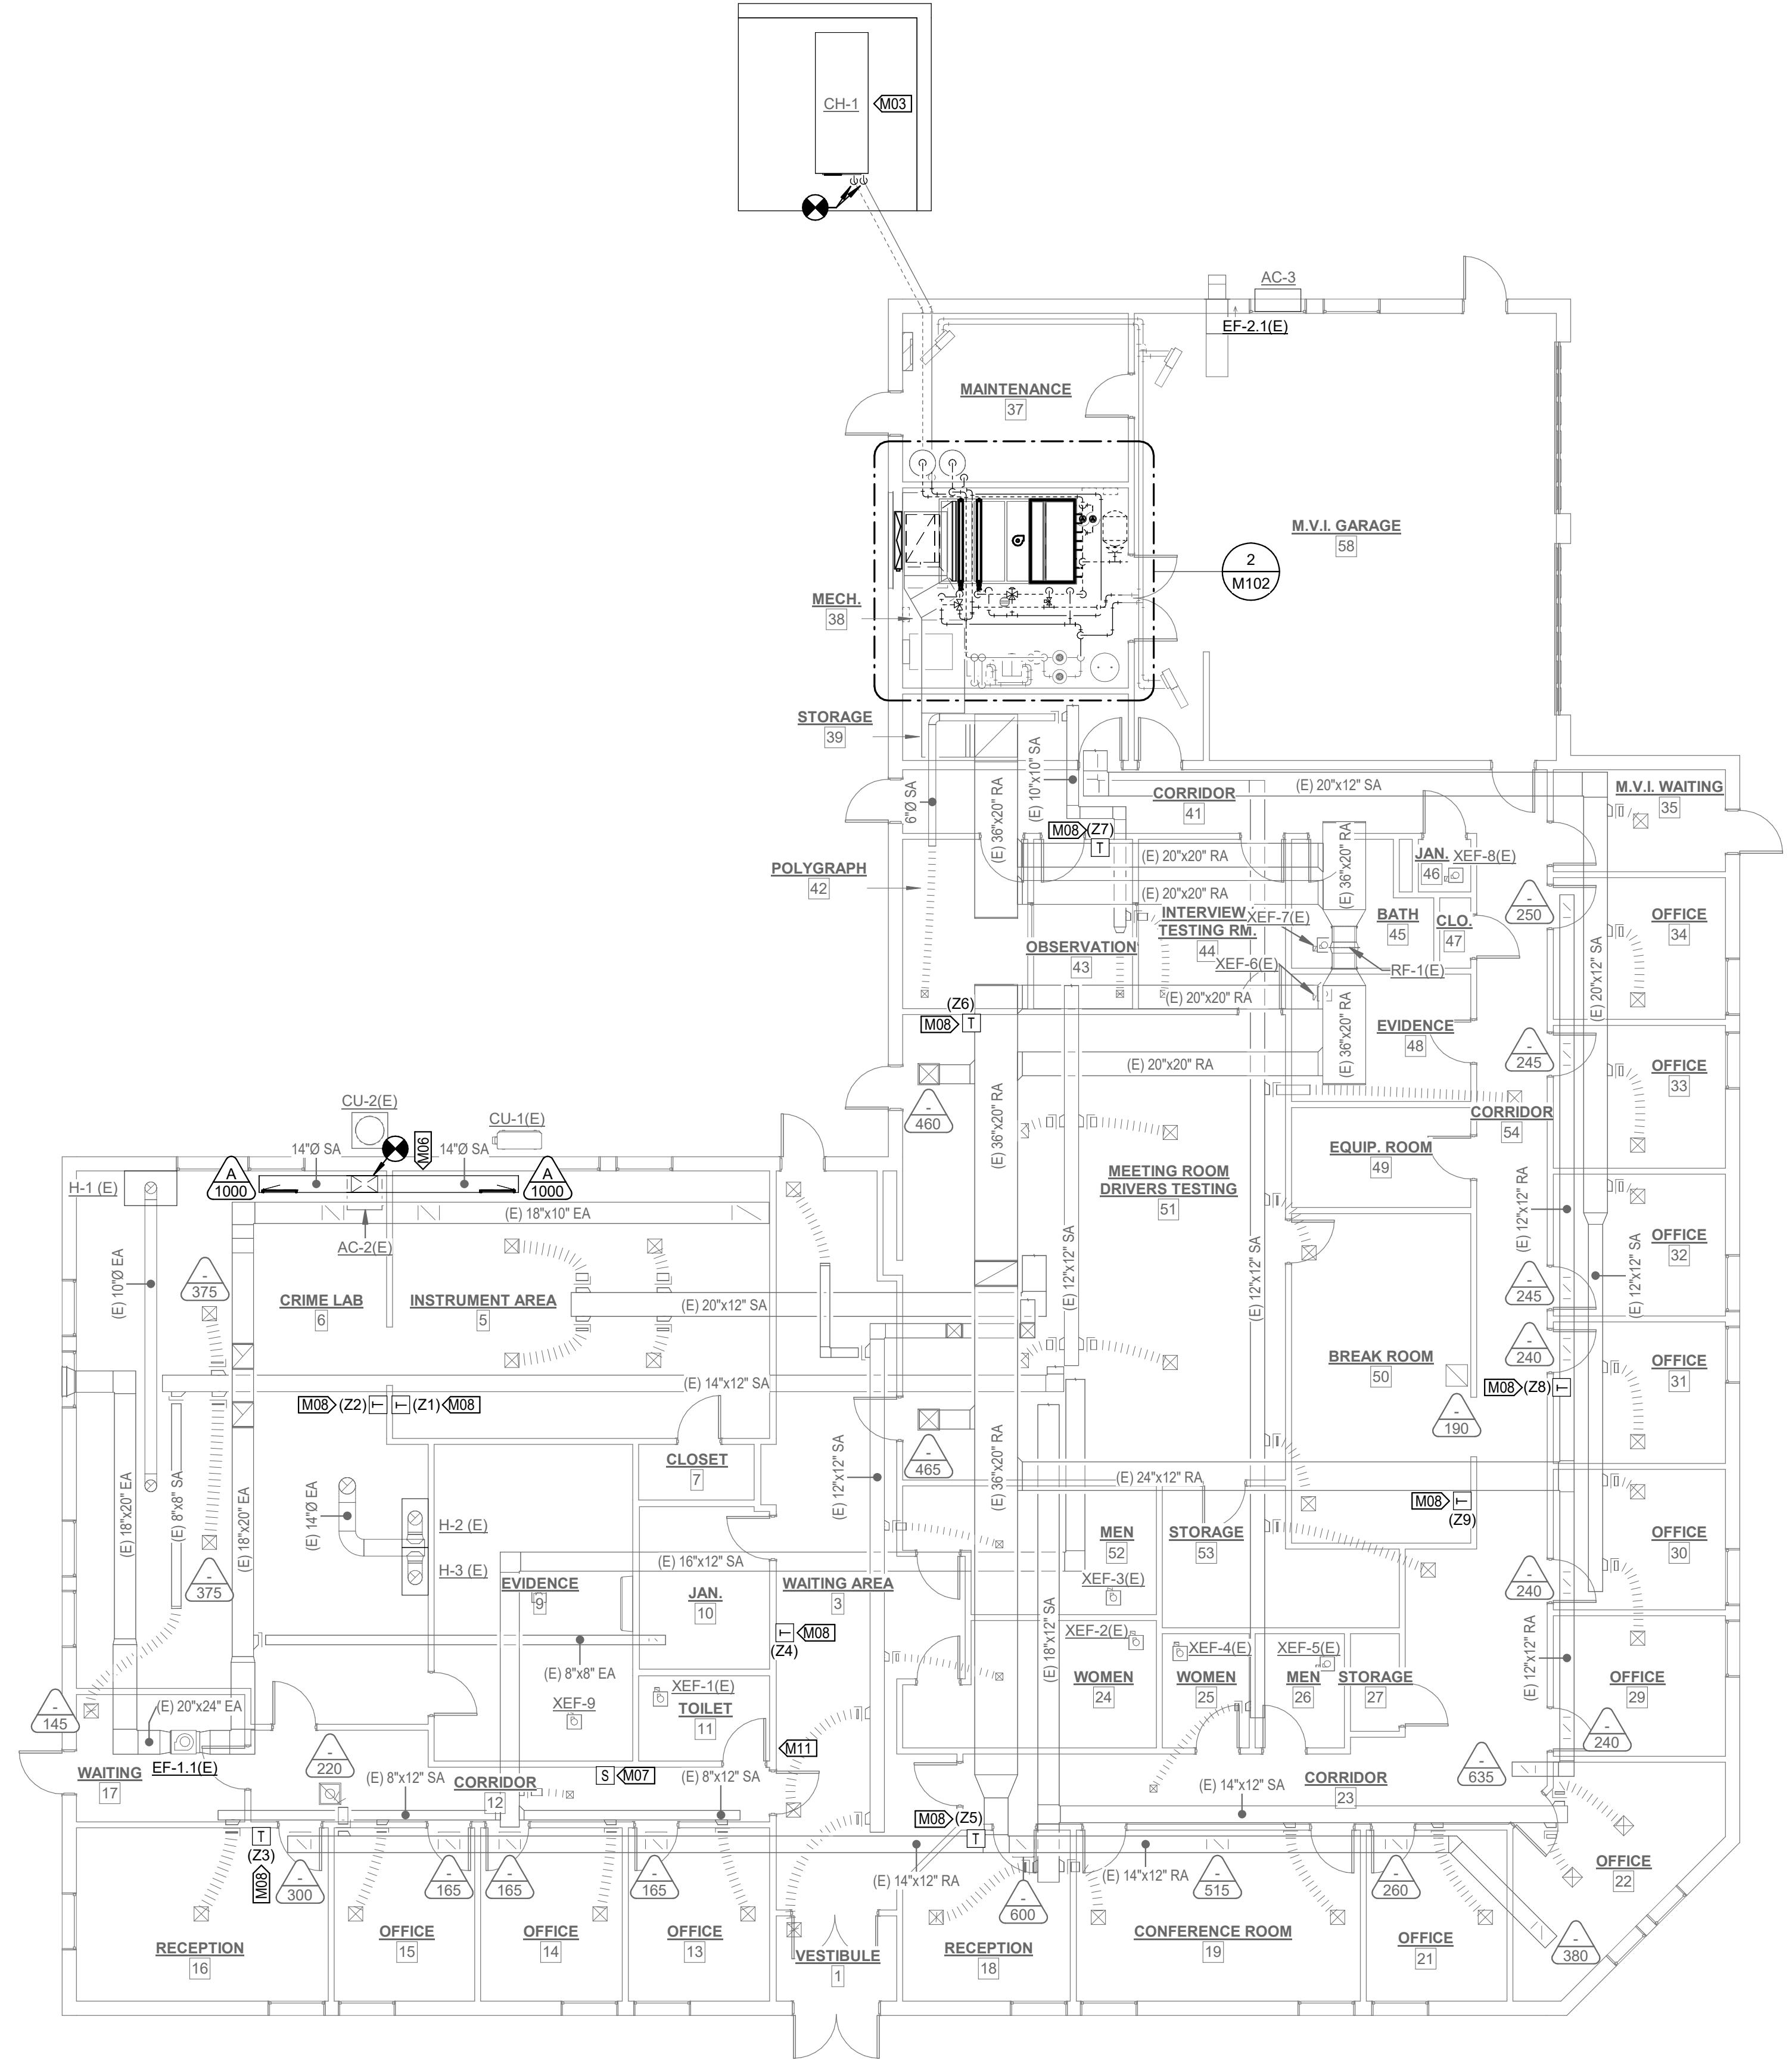 CH-1
M03
AC-3
EF-2.1(E)
MAINTENANCE
37
M.V.I. GARAGE
58
2
M102
MECH.
38
STORAGE
39
6"Ø SA
(E) 36"x20" RA
(E) 10"x10" SA
CORRIDOR
41
(E) 20"x12" SA
M.V.I. WAITING
35
M08
(Z7)
T
(E) 20"x20" RA
(E) 36"x20" RA
JAN.
46
XEF-8(E)
POLYGRAPH
42
(E) 20"x20" RA
INTERVIEW
TESTING RM.
44
XEF-7(E)
BATH
45
CLO.
47
-
250
OFFICE
34
OBSERVATION
43
XEF-6(E)
RF-1(E)
(E) 20"x12" SA
(E) 20"x20" RA
(Z6)
M08
T
(E) 36"x20" RA
EVIDENCE
48
-
245
OFFICE
33
(E) 20"x20" RA
-
460
(E) 36"x20" RA
CORRIDOR
54
CU-2(E)
CU-1(E)
14"Ø SA
M06
14"Ø SA
EQUIP. ROOM
49
MEETING ROOM
DRIVERS TESTING
51
H-1 (E)
A
1000
A
1000
(E) 18"x10" EA
AC-2(E)
(E) 12"x12" RA
OFFICE
32
(E) 10"Ø EA
-
375
CRIME LAB
6
INSTRUMENT AREA
5
(E) 20"x12" SA
(E) 12"x12" SA
(E) 12"x12" SA
-
245
(E) 12"x12" SA
-
240
BREAK ROOM
50
OFFICE
31
(E) 14"x12" SA
M08
(Z2)
T
T
(Z1)
M08
M08
(Z8)
T
-
190
CLOSET
7
-
465
(E) 36"x20" RA
(E) 24"x12" RA
(E) 12"x12" SA
(E) 18"x20" EA
(E) 8"x8" SA
(E) 18"x20" EA
(E) 14"Ø EA
M08
T
(Z9)
H-2 (E)
H-3 (E)
MEN
52
STORAGE
53
OFFICE
30
(E) 16"x12" SA
-
375
EVIDENCE
9
JAN.
10
WAITING AREA
3
XEF-3(E)
-
240
T
M08
(Z4)
(E) 18"x12" SA
XEF-2(E)
XEF-4(E)
XEF-5(E)
(E) 8"x8" EA
(E) 12"x12" RA
WOMEN
24
WOMEN
25
MEN
26
STORAGE
27
OFFICE
29
-
145
(E) 20"x24" EA
XEF-9
XEF-1(E)
TOILET
11
-
240
EF-1.1(E)
M11
WAITING
17
-
220
(E) 8"x12" SA
CORRIDOR
12
S
M07
(E) 8"x12" SA
(E) 14"x12" SA
CORRIDOR
23
-
635
M08
(Z5)
T
T
(Z3)
M08
-
300
-
165
-
165
-
165
(E) 14"x12" RA
(E) 14"x12" RA
-
600
-
515
-
260
OFFICE
22
RECEPTION
16
OFFICE
15
OFFICE
14
OFFICE
13
VESTIBULE
1
RECEPTION
18
CONFERENCE ROOM
19
OFFICE
21
-
380